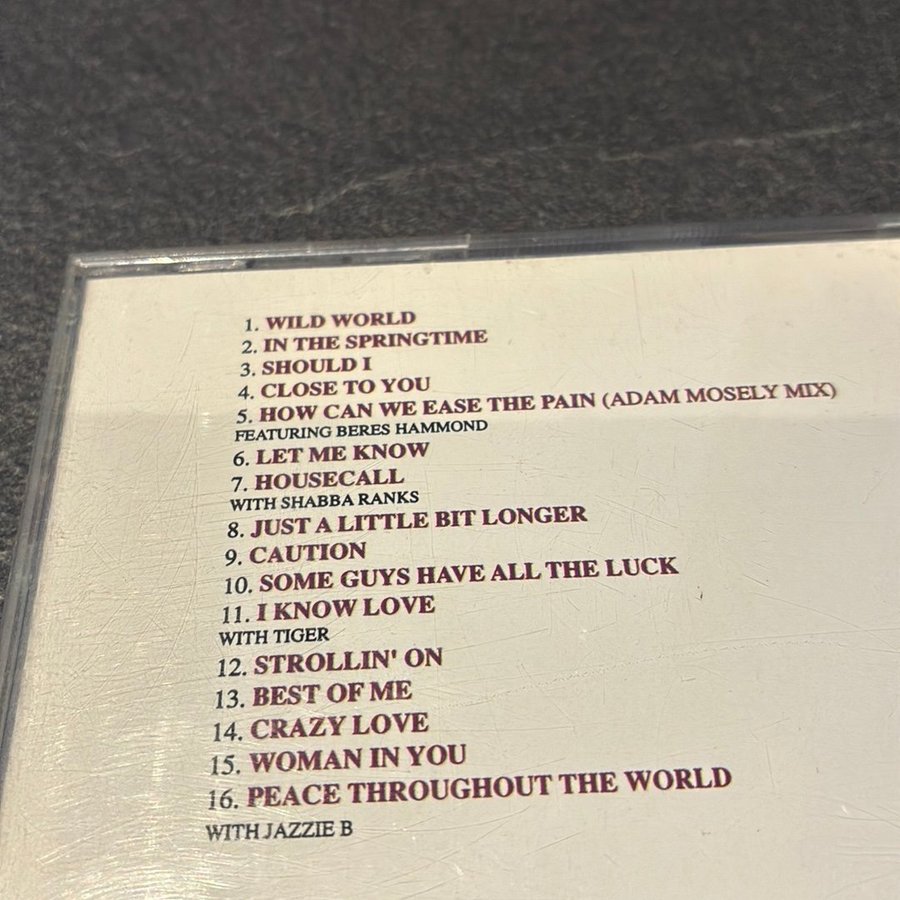 1. WILD WORLD
2. IN THE SPRINGTIME
3. SHOULD I
4. CLOSE TO YOU
5. HOW CAN WE EASE THE PAIN (ADAM MOSELY MIX)
FEATURING BERES HAMMOND
6. LET ME KNOW
7. HOUSECALL
WITH SHABBA RANKS
8. JUST A LITTLE BIT LONGER
9. CAUTION
10. SOME GUYS HAVE ALL THE LUCK
11. I KNOW LOVE
WITH TIGER
12. STROLLIN' ON
13. BEST OF ME
14. CRAZY LOVE
15. WOMAN IN YOU
16. PEACE THROUGHOUT THE WORLD
WITH JAZZIE B